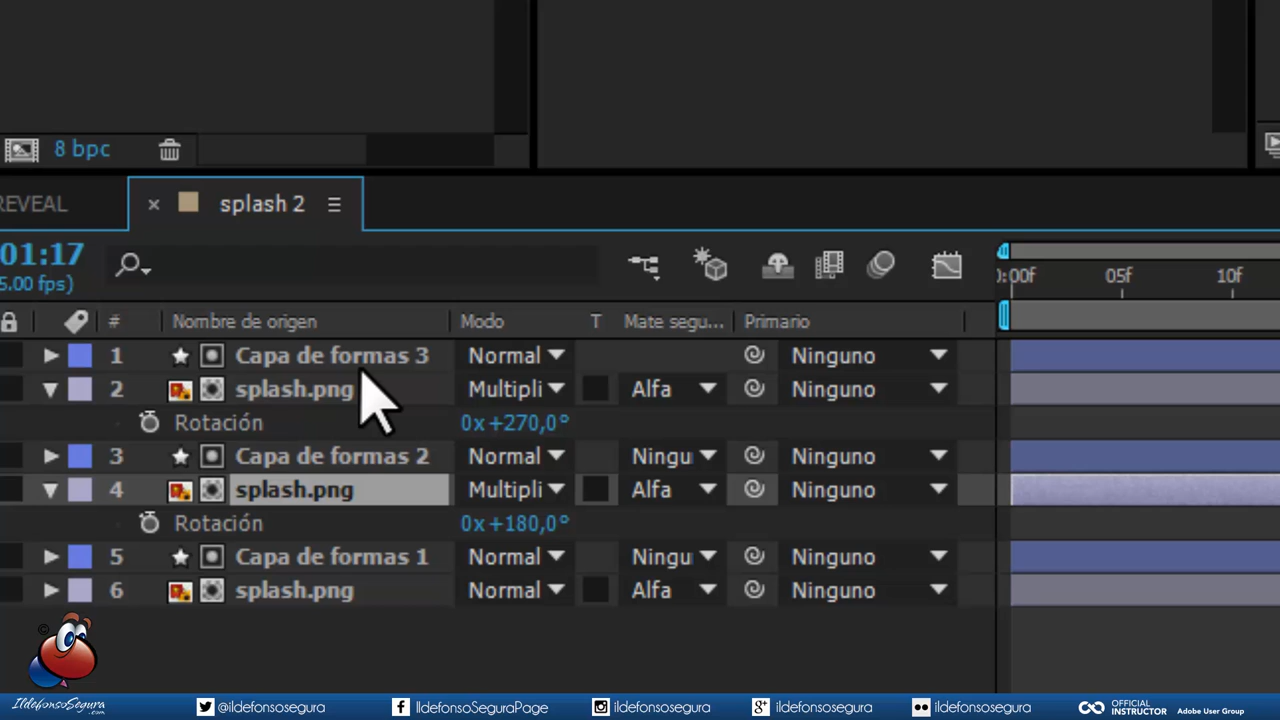 8 bpc
REVEAL × splash 2
01:17
5.00 fps)
:00f 05f 10f
# Nombre de origen Modo T Mate segu... Primario
1 Capa de formas 3 Normal Ninguno
2 splash.png Multipli Alfa Ninguno
Rotación 0x+270,0°
3 Capa de formas 2 Normal Ningu Ninguno
4 splash.png Multipli Alfa Ninguno
Rotación 0x+180,0°
5 Capa de formas 1 Normal Ningu Ninguno
6 splash.png Normal Alfa Ninguno
©
IldefonsoSegura.com @ildefonsosegura IldefonsoSeguraPage ildefonsosegura ildefonsosegura ildefonsosegura OFFICIAL INSTRUCTOR Adobe User Group